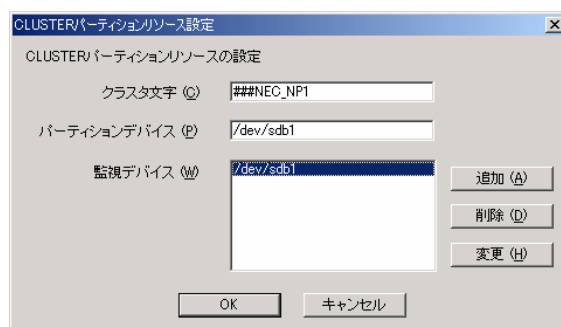 CLUSTERパーティションリソース設定
CLUSTERパーティションリソースの設定
クラスタ文字 (C) ###NEC_NP1
パーティションデバイス (P) /dev/sdb1
監視デバイス (W) /dev/sdb1
追加 (A)
削除 (D)
変更 (H)
OK キャンセル